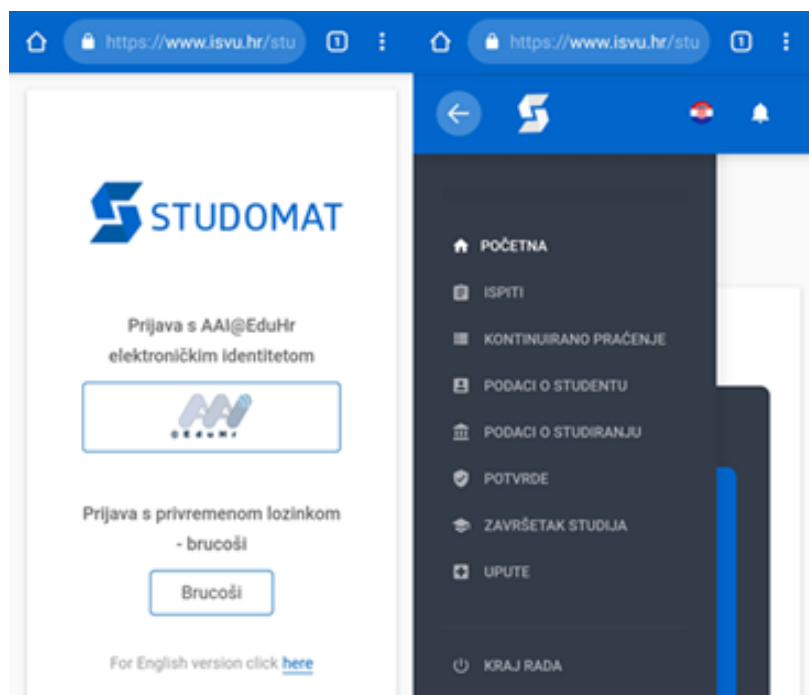 https://www.isvu.hr/stu
1
STUDOMAT
Prijava s AAI@EduHr
elektroničkim identitetom
AAI
@EduHr
Prijava s privremenom lozinkom
- brucoši
Brucoši
For English version click here
https://www.isvu.hr/stu
1
POČETNA
ISPITI
KONTINUIRANO PRAĆENJE
PODACI O STUDENTU
PODACI O STUDIRANJU
POTVRDE
ZAVRŠETAK STUDIJA
UPUTE
KRAJ RADA